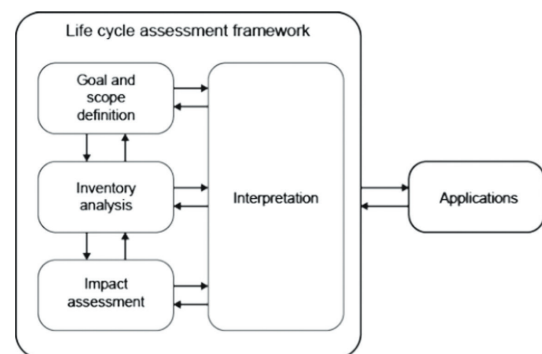 Life cycle assessment framework
Goal and
scope
definition
Inventory
analysis
Impact
assessment
Interpretation
Applications